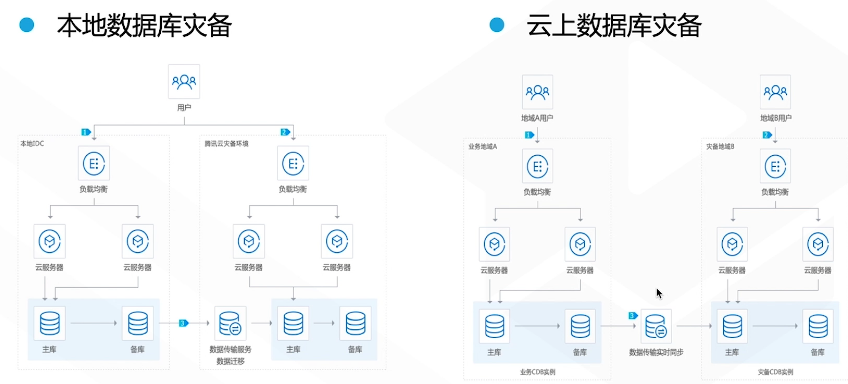 本地数据库灾备
用户
1
2
本地IDC
腾讯云灾备环境
负载均衡
负载均衡
云服务器
云服务器
云服务器
云服务器
3
主库
备库
数据传输服务
数据迁移
主库
备库
云上数据库灾备
地域A用户
地域B用户
1
2
业务地域A
灾备地域B
负载均衡
负载均衡
云服务器
云服务器
云服务器
云服务器
3
主库
备库
数据传输实时同步
主库
备库
业务CDB实例
灾备CDB实例